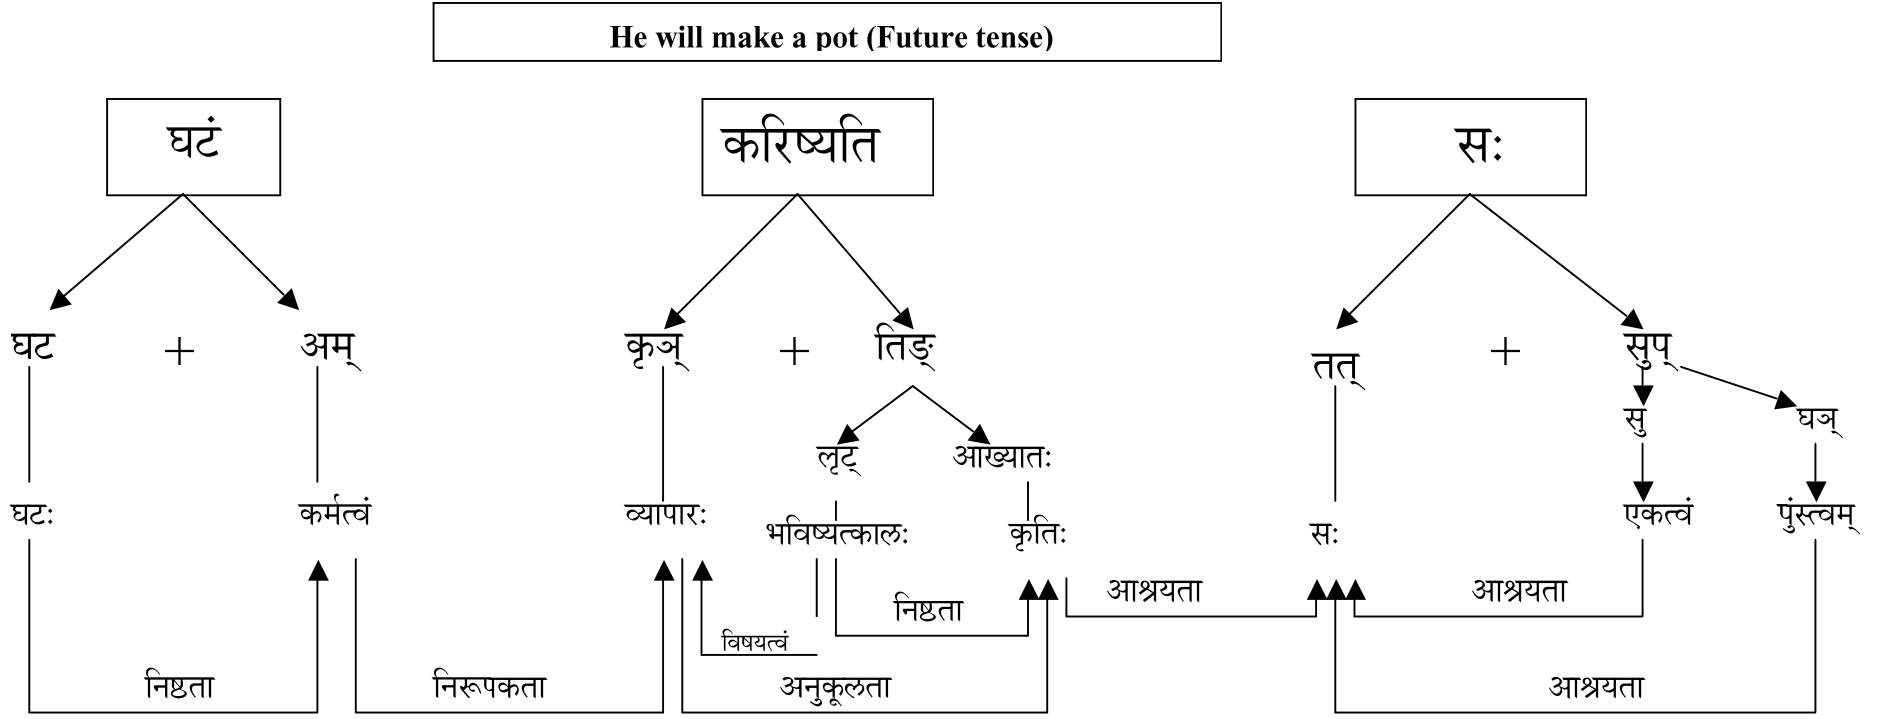 He will make a pot (Future tense)
घटं करिष्यति सः
घट + अम् कृञ् + तिङ् तत् + सुप्
सु घञ्
लृट् आख्यातः
घटः कर्मत्वं व्यापारः भविष्यत्कालः कृतिः सः एकत्वं पुंस्त्वम्
निष्ठता आश्रयता आश्रयता
विषयत्वं
निष्ठता निरूपकता अनुकूलता आश्रयता